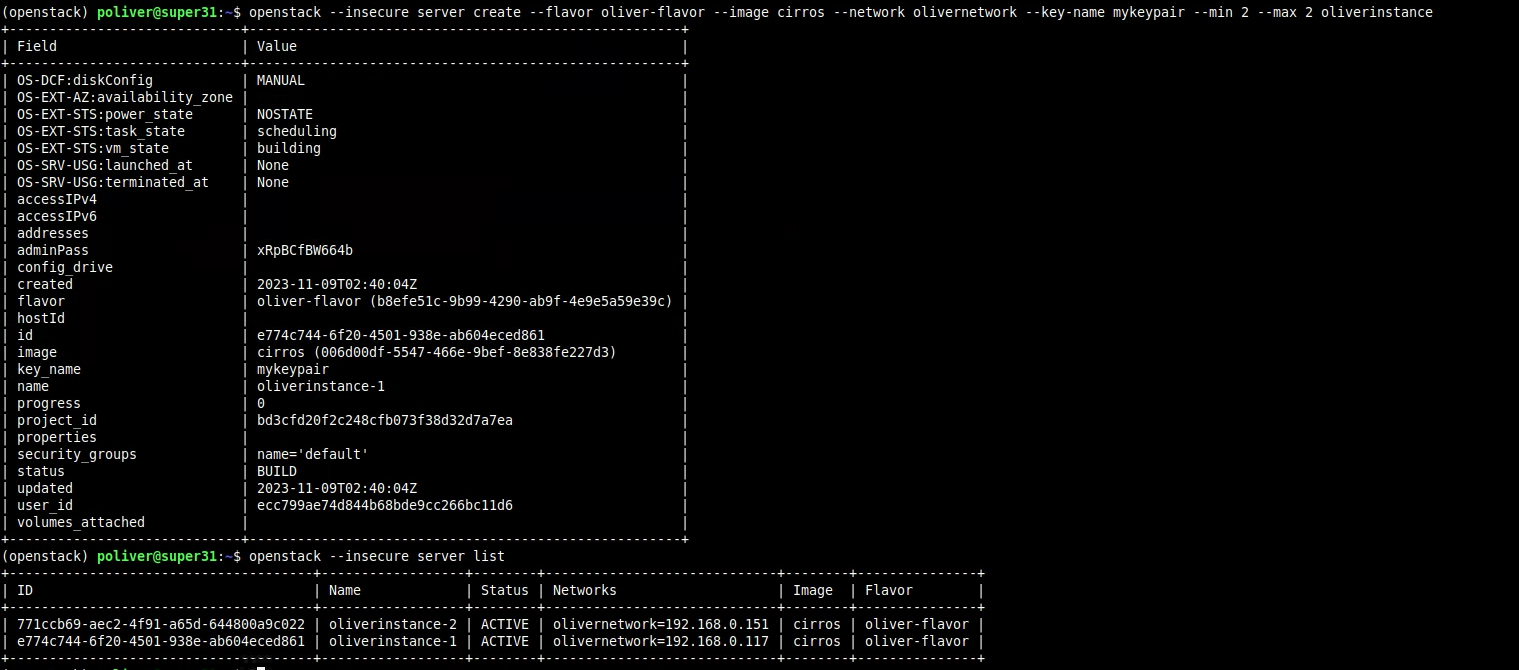 (openstack) poliver@super31:~$ openstack --insecure server create --flavor oliver-flavor --image cirros --network olivernetwork --key-name mykeypair --min 2 --max 2 oliverinstance
+-----------------------------+------------------------------------------------------+
| Field                       | Value                                                |
+-----------------------------+------------------------------------------------------+
| OS-DCF:diskConfig           | MANUAL                                               |
| OS-EXT-AZ:availability_zone |                                                      |
| OS-EXT-STS:power_state      | NOSTATE                                              |
| OS-EXT-STS:task_state       | scheduling                                           |
| OS-EXT-STS:vm_state         | building                                             |
| OS-SRV-USG:launched_at      | None                                                 |
| OS-SRV-USG:terminated_at    | None                                                 |
| accessIPv4                  |                                                      |
| accessIPv6                  |                                                      |
| addresses                   |                                                      |
| adminPass                   | xRpBCfBW664b                                         |
| config_drive                |                                                      |
| created                     | 2023-11-09T02:40:04Z                                 |
| flavor                      | oliver-flavor (b8efe51c-9b99-4290-ab9f-4e9e5a59e39c) |
| hostId                      |                                                      |
| id                          | e774c744-6f20-4501-938e-ab604eced861                 |
| image                       | cirros (006d00df-5547-466e-9bef-8e838fe227d3)        |
| key_name                    | mykeypair                                            |
| name                        | oliverinstance-1                                     |
| progress                    | 0                                                    |
| project_id                  | bd3cfd20f2c248cfb073f38d32d7a7ea                     |
| properties                  |                                                      |
| security_groups             | name='default'                                       |
| status                      | BUILD                                                |
| updated                     | 2023-11-09T02:40:04Z                                 |
| user_id                     | ecc799ae74d844b68bde9cc266bc11d6                     |
| volumes_attached            |                                                      |
+-----------------------------+------------------------------------------------------+
(openstack) poliver@super31:~$ openstack --insecure server list
+--------------------------------------+------------------+--------+-----------------------------+--------+---------------+
| ID                                   | Name             | Status | Networks                    | Image  | Flavor        |
+--------------------------------------+------------------+--------+-----------------------------+--------+---------------+
| 771ccb69-aec2-4f91-a65d-644800a9c022 | oliverinstance-2 | ACTIVE | olivernetwork=192.168.0.151 | cirros | oliver-flavor |
| e774c744-6f20-4501-938e-ab604eced861 | oliverinstance-1 | ACTIVE | olivernetwork=192.168.0.117 | cirros | oliver-flavor |
+--------------------------------------+------------------+--------+-----------------------------+--------+---------------+